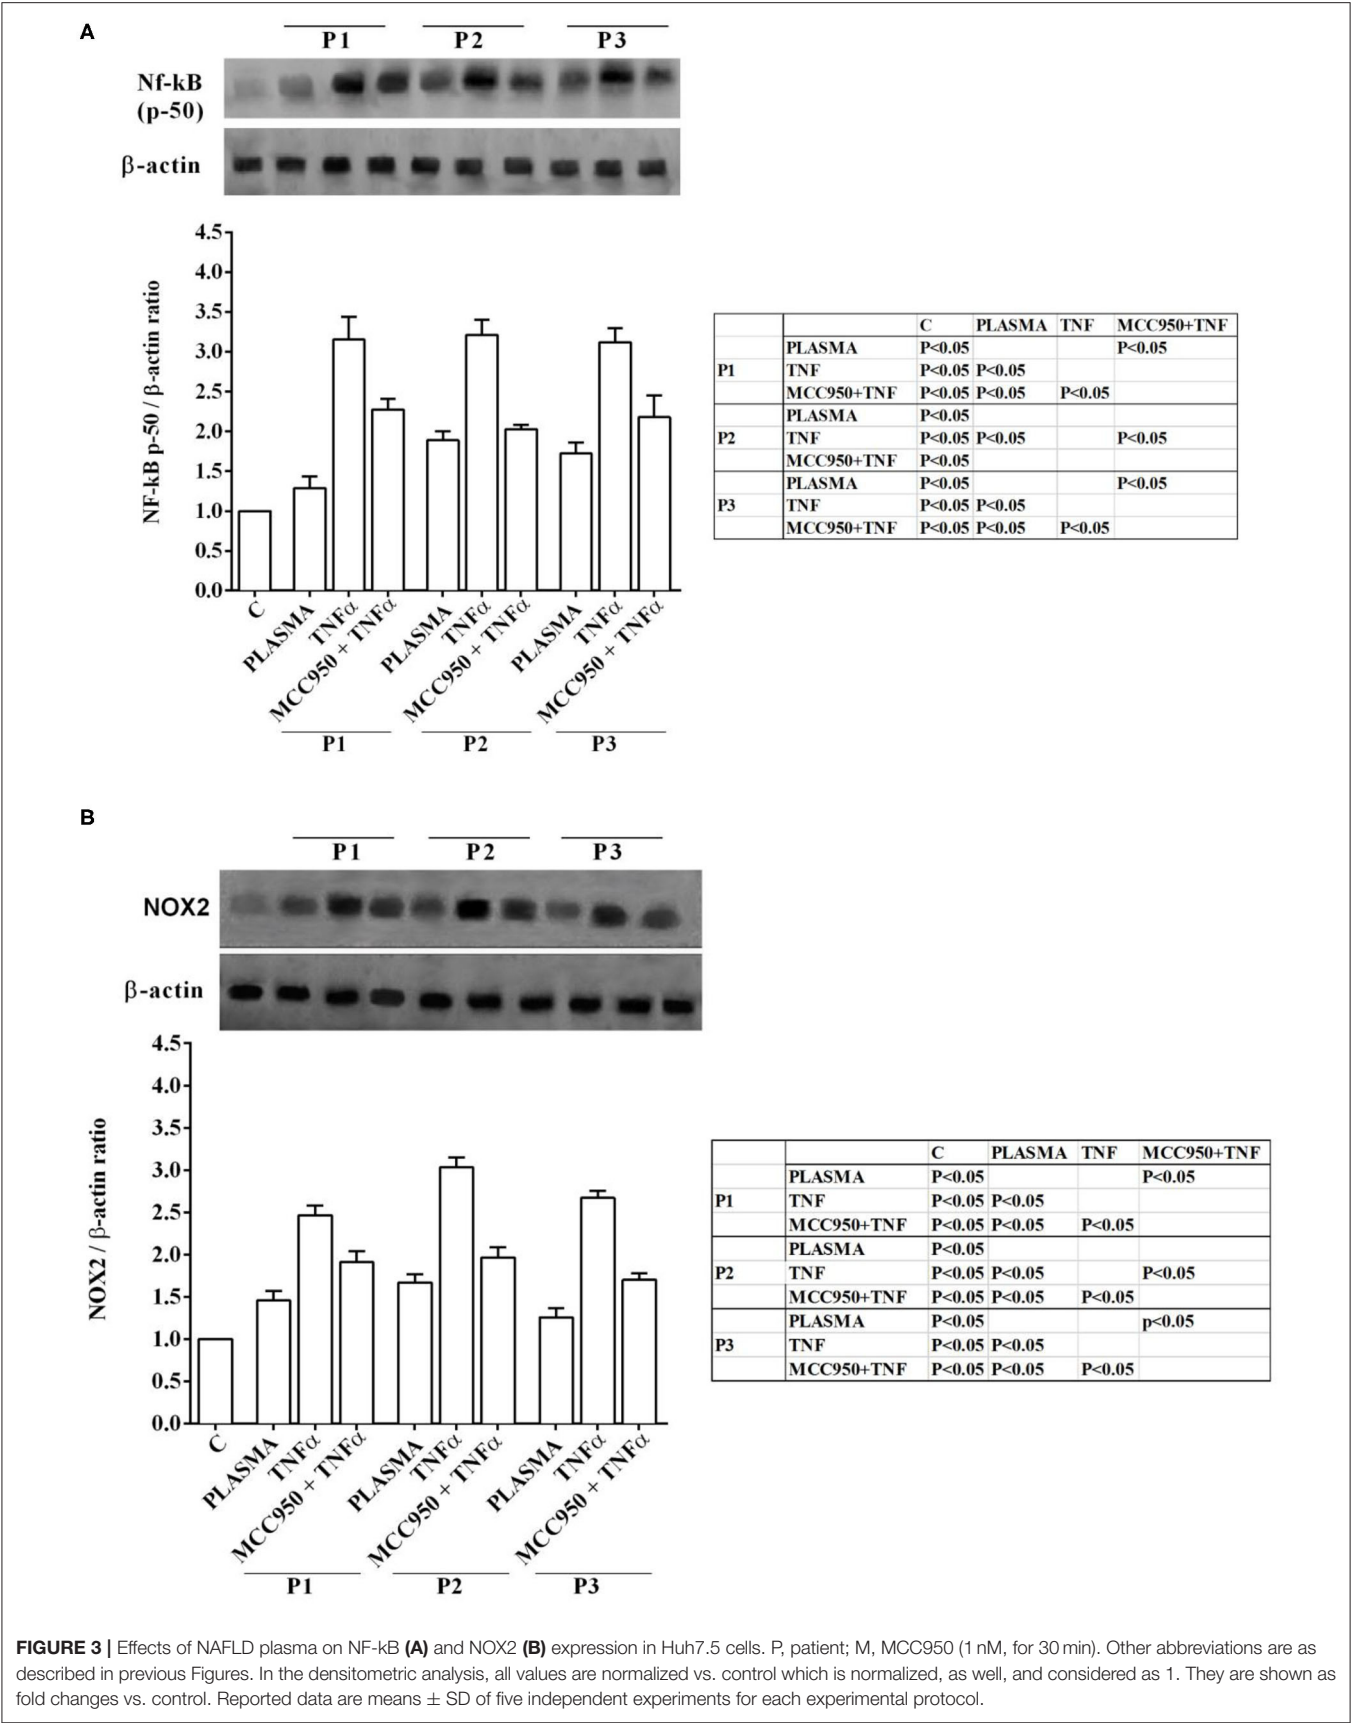 A
P1 P2 P3
Nf-kB
(p-50)
β-actin
4.5
4.0
3.5
3.0
2.5
2.0
1.5
1.0
0.5
0.0
NF-kB p-50 / β-actin ratio
C
PLASMA
TNFα
MCC950 + TNFα
PLASMA
TNFα
MCC950 + TNFα
PLASMA
TNFα
MCC950 + TNFα
P1 P2 P3
C PLASMA TNF MCC950+TNF
PLASMA P<0.05 P<0.05
P1 TNF P<0.05 P<0.05
MCC950+TNF P<0.05 P<0.05 P<0.05
PLASMA P<0.05
P2 TNF P<0.05 P<0.05 P<0.05
MCC950+TNF P<0.05
PLASMA P<0.05 P<0.05
P3 TNF P<0.05 P<0.05
MCC950+TNF P<0.05 P<0.05 P<0.05
B
P1 P2 P3
NOX2
β-actin
4.5
4.0
3.5
3.0
2.5
2.0
1.5
1.0
0.5
0.0
NOX2 / β-actin ratio
C
PLASMA
TNFα
MCC950 + TNFα
PLASMA
TNFα
MCC950 + TNFα
PLASMA
TNFα
MCC950 + TNFα
P1 P2 P3
C PLASMA TNF MCC950+TNF
PLASMA P<0.05 P<0.05
P1 TNF P<0.05 P<0.05
MCC950+TNF P<0.05 P<0.05 P<0.05
PLASMA P<0.05
P2 TNF P<0.05 P<0.05 P<0.05
MCC950+TNF P<0.05 P<0.05 P<0.05
PLASMA P<0.05 p<0.05
P3 TNF P<0.05 P<0.05
MCC950+TNF P<0.05 P<0.05 P<0.05
FIGURE 3 | Effects of NAFLD plasma on NF-kB (A) and NOX2 (B) expression in Huh7.5 cells. P, patient; M, MCC950 (1 nM, for 30 min). Other abbreviations are as
described in previous Figures. In the densitometric analysis, all values are normalized vs. control which is normalized, as well, and considered as 1. They are shown as
fold changes vs. control. Reported data are means ± SD of five independent experiments for each experimental protocol.